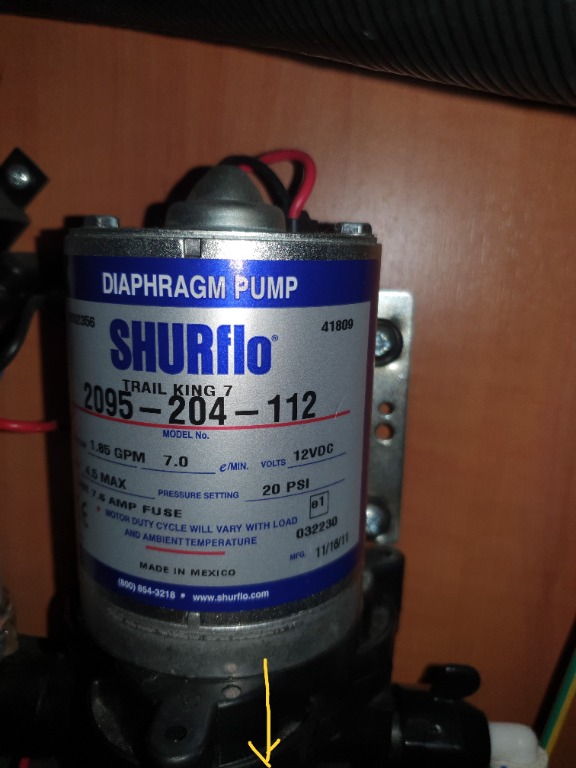 DIAPHRAGM PUMP
41809
SHURflo®
TRAIL KING 7
2095-204-112
MODEL No.
1.85 GPM 7.0 ℓ/MIN. VOLTS 12VDC
4.5 MAX PRESSURE SETTING 20 PSI
7.5 AMP FUSE e1
* MOTOR DUTY CYCLE WILL VARY WITH LOAD 032230
AND AMBIENT TEMPERATURE
MFG. 11/16/11
MADE IN MEXICO
(800) 854-3218 • www.shurflo.com